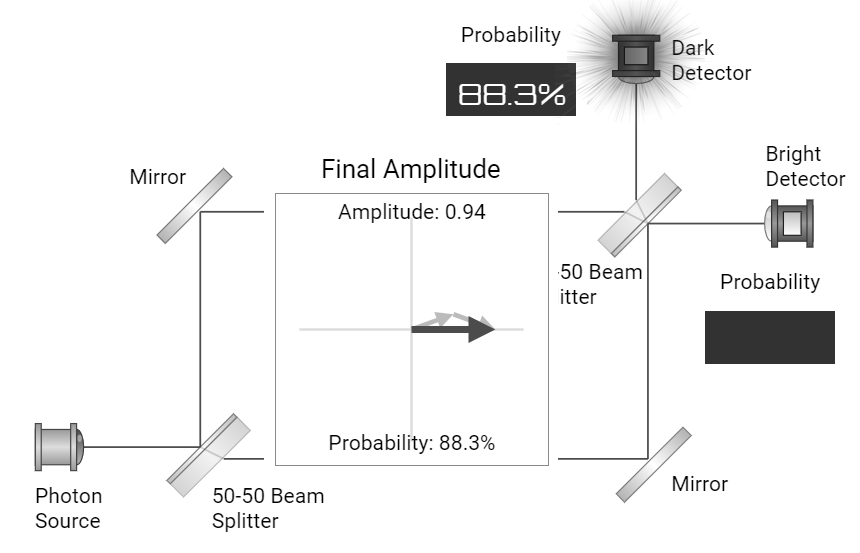 Probability
88.3%
Dark
Detector
Mirror
Final Amplitude
Bright
Detector
Amplitude: 0.94
-50 Beam
itter
Probability
Probability: 88.3%
Photon
Source
50-50 Beam
Splitter
Mirror